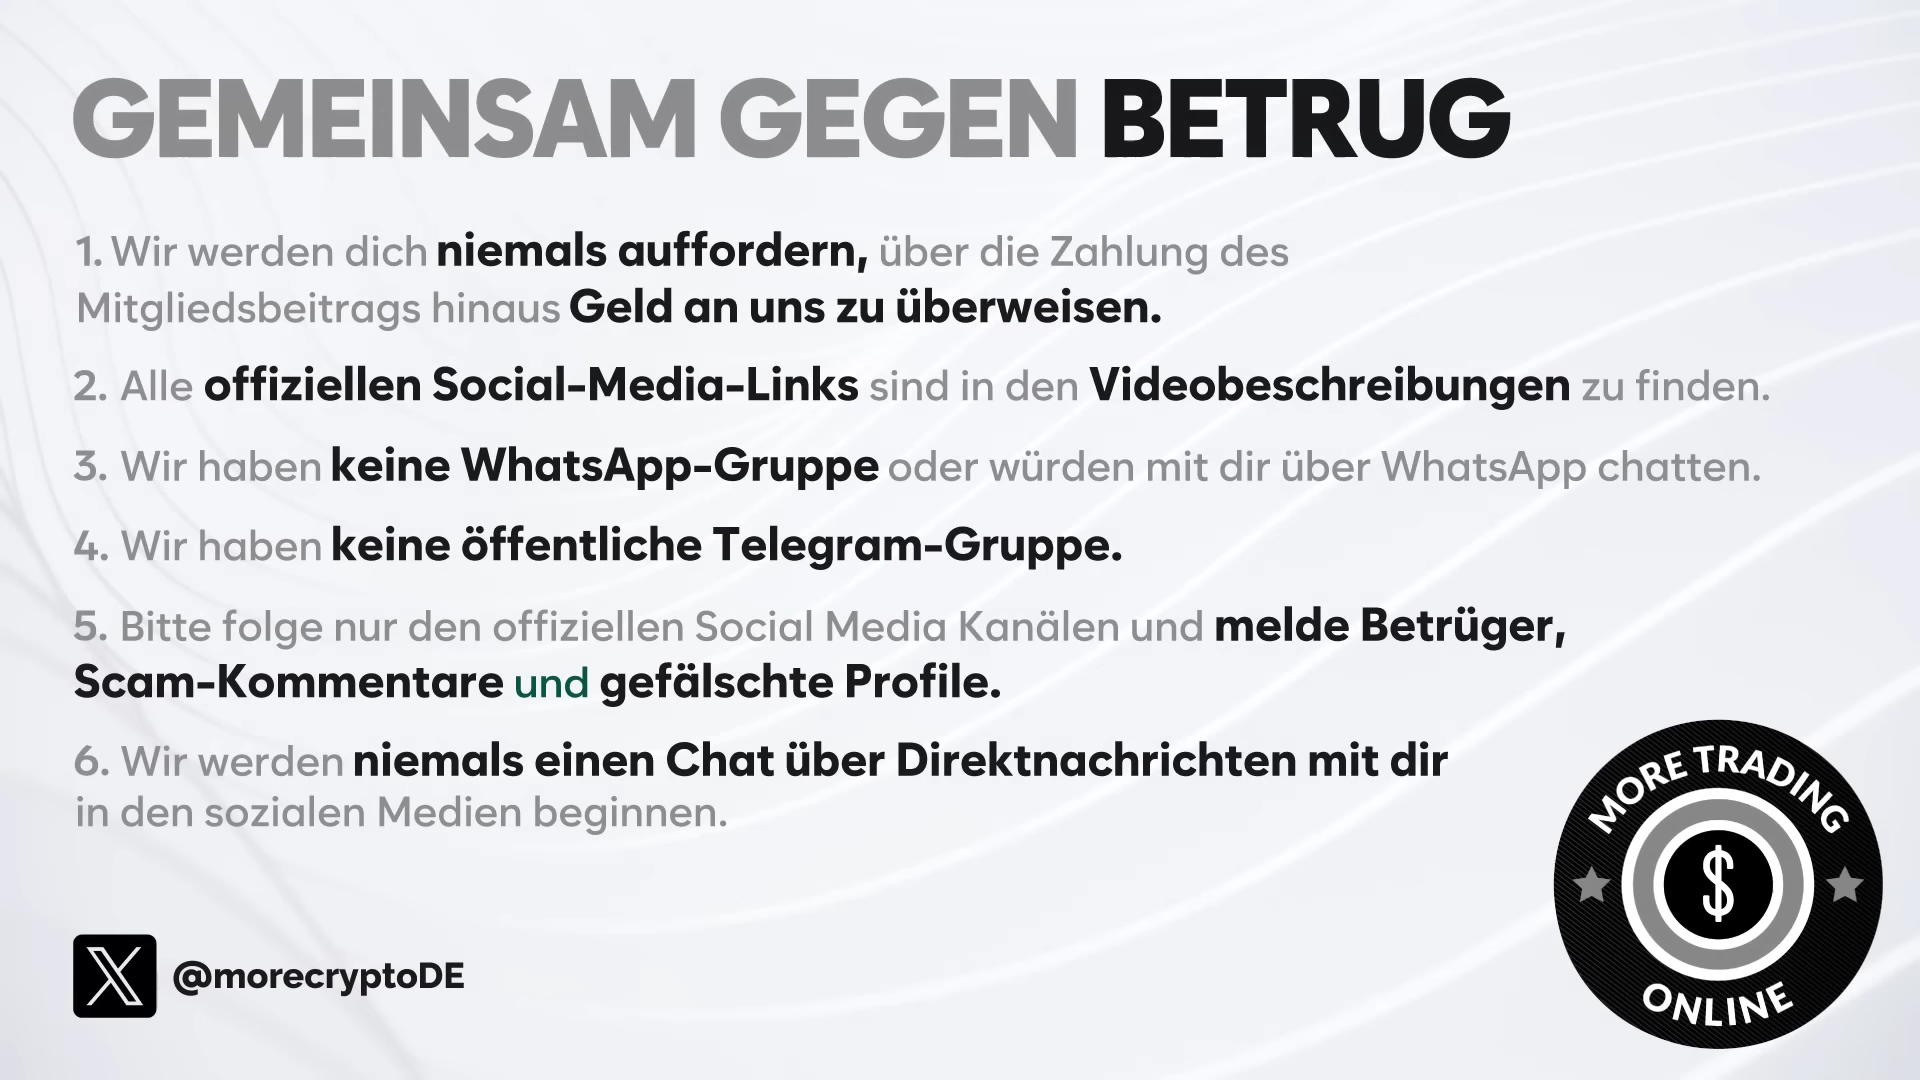 GEMEINSAM GEGEN BETRUG
1. Wir werden dich niemals auffordern, über die Zahlung des
Mitgliedsbeitrags hinaus Geld an uns zu überweisen.
2. Alle offiziellen Social-Media-Links sind in den Videobeschreibungen zu finden.
3. Wir haben keine WhatsApp-Gruppe oder würden mit dir über WhatsApp chatten.
4. Wir haben keine öffentliche Telegram-Gruppe.
5. Bitte folge nur den offiziellen Social Media Kanälen und melde Betrüger,
Scam-Kommentare und gefälschte Profile.
6. Wir werden niemals einen Chat über Direktnachrichten mit dir
in den sozialen Medien beginnen.
@morecryptoDE
MORE TRADING
$
ONLINE